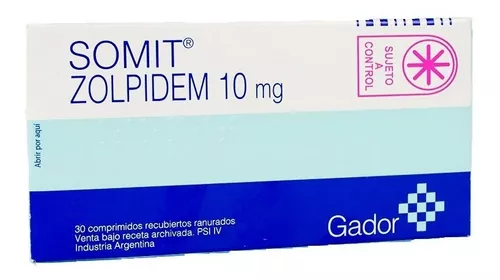 SOMIT®
ZOLPIDEM 10 mg
SUJETO
A
CONTROL
Abrir por aquí
30 comprimidos recubiertos ranurados
Venta bajo receta archivada. PSI IV
Industria Argentina
Gador